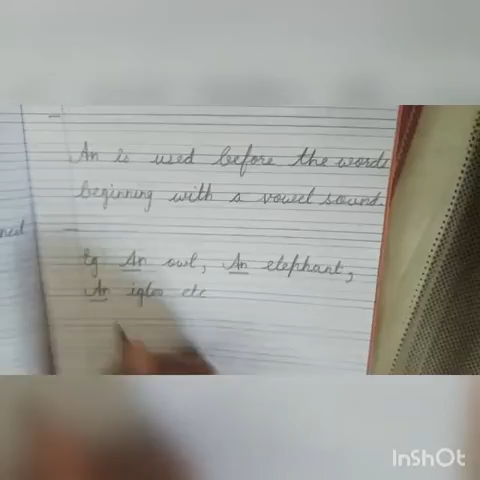 An is used before the words
beginning with a vowel sound.
Eg An owl, An elephant,
An igloo etc
InShOt